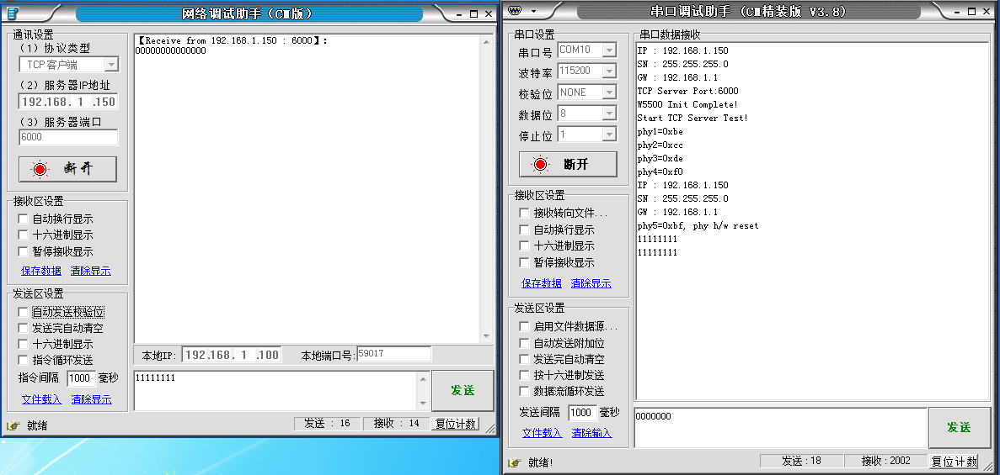 网络调试助手（CM版）
通讯设置
（1）协议类型
TCP客户端
（2）服务器IP地址
192.168. 1 .150
（3）服务器端口
6000
断开
接收区设置
自动换行显示
十六进制显示
暂停接收显示
保存数据 清除显示
发送区设置
自动发送校验位
发送完自动清空
十六进制显示
指令循环发送
指令间隔 1000 毫秒
文件载入 清除显示
【Receive from 192.168.1.150 : 6000】:
00000000000000
本地IP: 192.168. 1 .100 本地端口号: 59017
11111111
发送
就绪 发送 : 16 接收 : 14 复位计数
串口调试助手（CM精装版 V3.8）
串口设置
串口号 COM10
波特率 115200
校验位 NONE
数据位 8
停止位 1
断开
接收区设置
接收转向文件...
自动换行显示
十六进制显示
暂停接收显示
保存数据 清除显示
发送区设置
启用文件数据源...
自动发送附加位
发送完自动清空
按十六进制发送
数据流循环发送
发送间隔 1000 毫秒
文件载入 清除输入
串口数据接收
IP : 192.168.1.150
SN : 255.255.255.0
GW : 192.168.1.1
TCP Server Port:6000
W5500 Init Complete!
Start TCP Server Test!
phy1=0xbe
phy2=0xcc
phy3=0xde
phy4=0xf0
IP : 192.168.1.150
SN : 255.255.255.0
GW : 192.168.1.1
phy5=0xbf, phy h/w reset
11111111
11111111
0000000
发送
就绪! 发送 : 18 接收 : 2002 复位计数